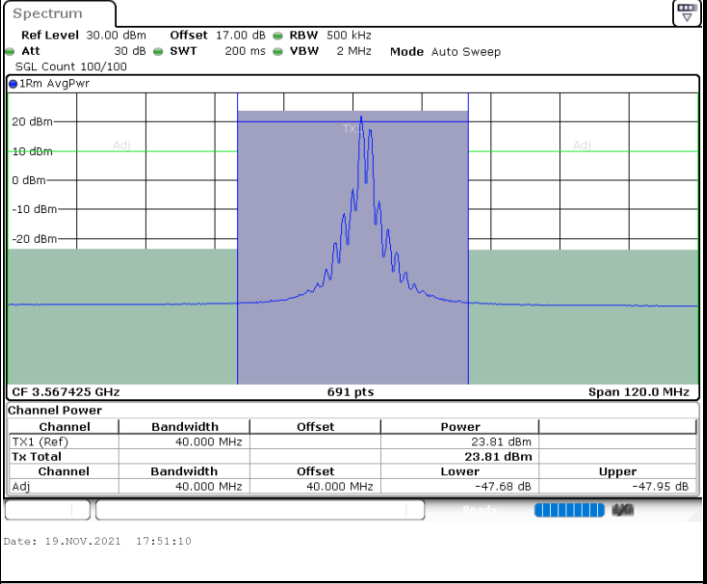 Spectrum
Ref Level 30.00 dBm Offset 17.00 dB RBW 500 kHz
Att 30 dB SWT 200 ms VBW 2 MHz Mode Auto Sweep
SGL Count 100/100
1Rm AvgPwr
20 dBm
TX
Adj
Adj
10 dBm
0 dBm
-10 dBm
-20 dBm
CF 3.567425 GHz 691 pts Span 120.0 MHz
Channel Power
Channel Bandwidth Offset Power
TX1 (Ref) 40.000 MHz 23.81 dBm
Tx Total 23.81 dBm
Channel Bandwidth Offset Lower Upper
Adj 40.000 MHz 40.000 MHz -47.68 dB -47.95 dB
Ready
Date: 19.NOV.2021 17:51:10